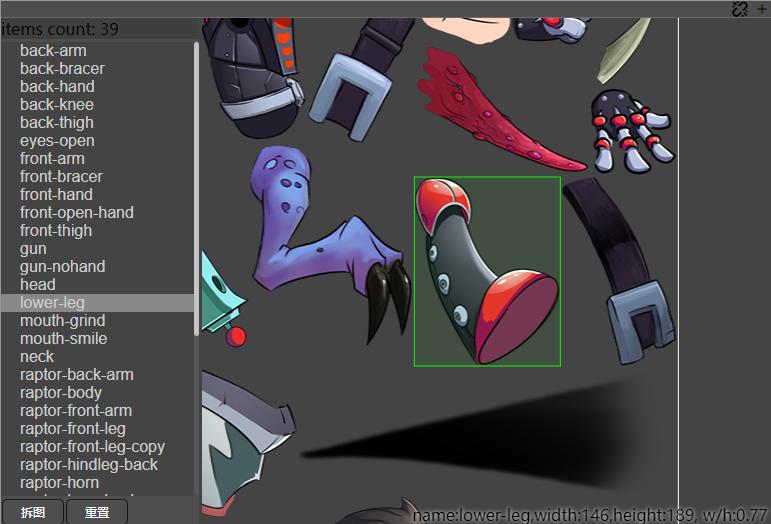 items count: 39
back-arm
back-bracer
back-hand
back-knee
back-thigh
eyes-open
front-arm
front-bracer
front-hand
front-open-hand
front-thigh
gun
gun-nohand
head
lower-leg
mouth-grind
mouth-smile
neck
raptor-back-arm
raptor-body
raptor-front-arm
raptor-front-leg
raptor-front-leg-copy
raptor-hindleg-back
raptor-horn
拆图 重置
name:lower-leg,width:146,height:189, w/h:0.77